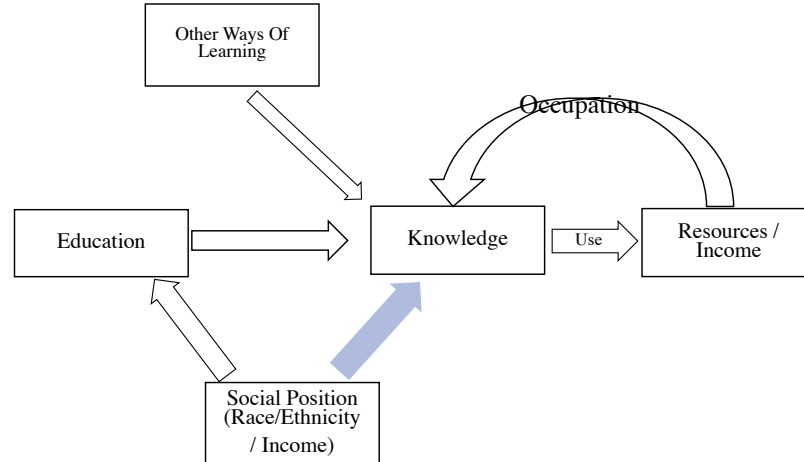 Other Ways Of
Learning
Occupation
Education
Knowledge
Use
Resources /
Income
Social Position
(Race/Ethnicity
/ Income)